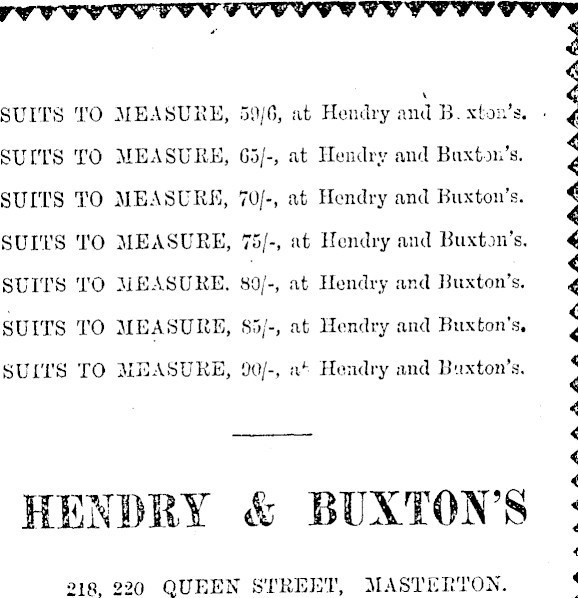 SUITS TO MEASURE, 59/6, at Hendry and B.xton's.
SUITS TO MEASURE, 65/-, at Hendry and Buxton's.
SUITS TO MEASURE, 70/-, at Hendry and Buxton's.
SUITS TO MEASURE, 75/-, at Hendry and Buxton's.
SUITS TO MEASURE. 80/-, at Hendry and Buxton's.
SUITS TO MEASURE, 85/-, at Hendry and Buxton's.
SUITS TO MEASURE, 90/-, at Hendry and Buxton's.
HENDRY & BUXTON'S
218, 220 QUEEN STREET, MASTERTON.